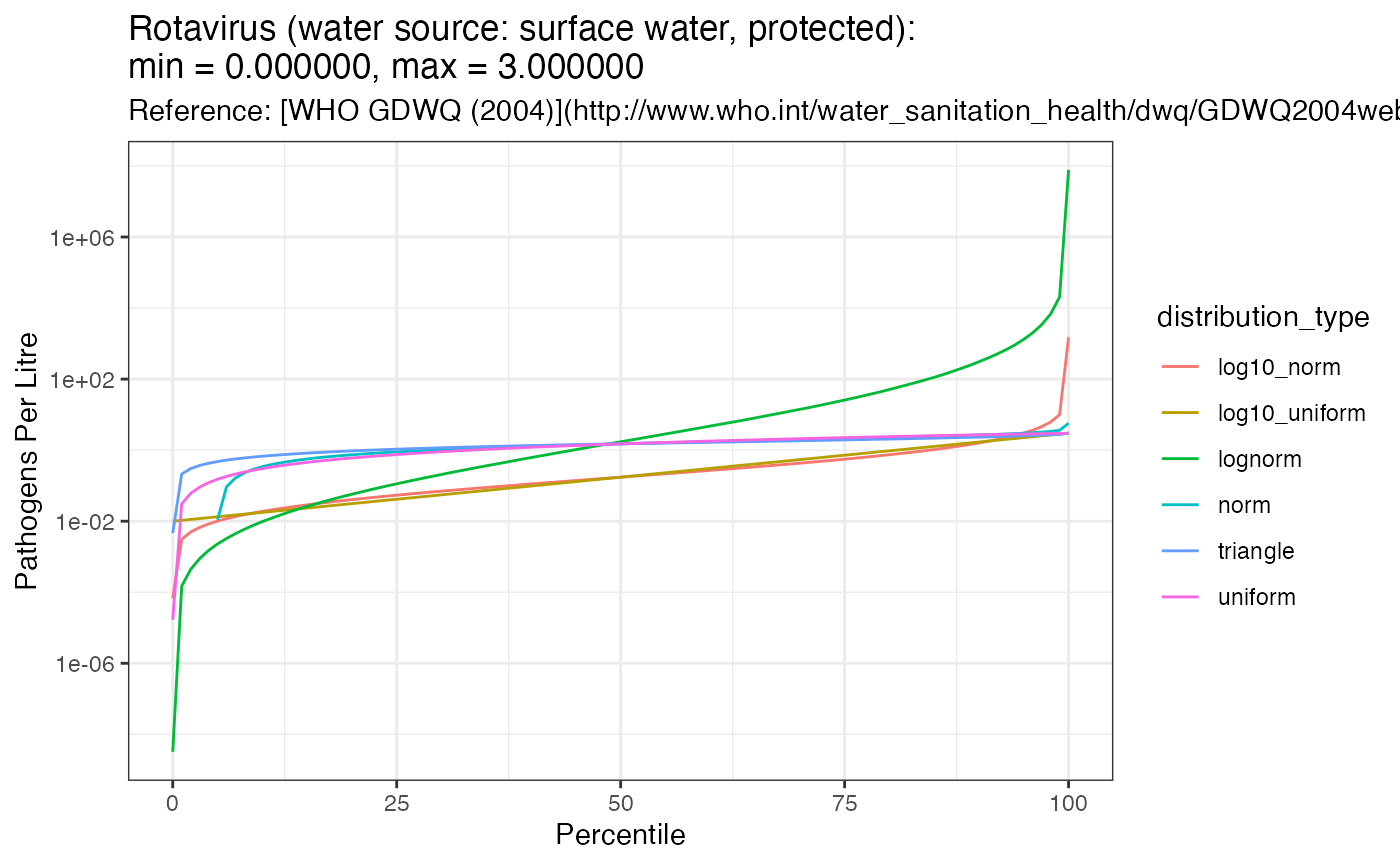 Rotavirus (water source: surface water, protected):
min = 0.000000, max = 3.000000
Reference: [WHO GDWQ (2004)](http://www.who.int/water_sanitation_health/dwq/GDWQ2004web
Pathogens Per Litre
1e+06
1e+02
1e-02
1e-06
0 25 50 75 100
Percentile
distribution_type
log10_norm
log10_uniform
lognorm
norm
triangle
uniform